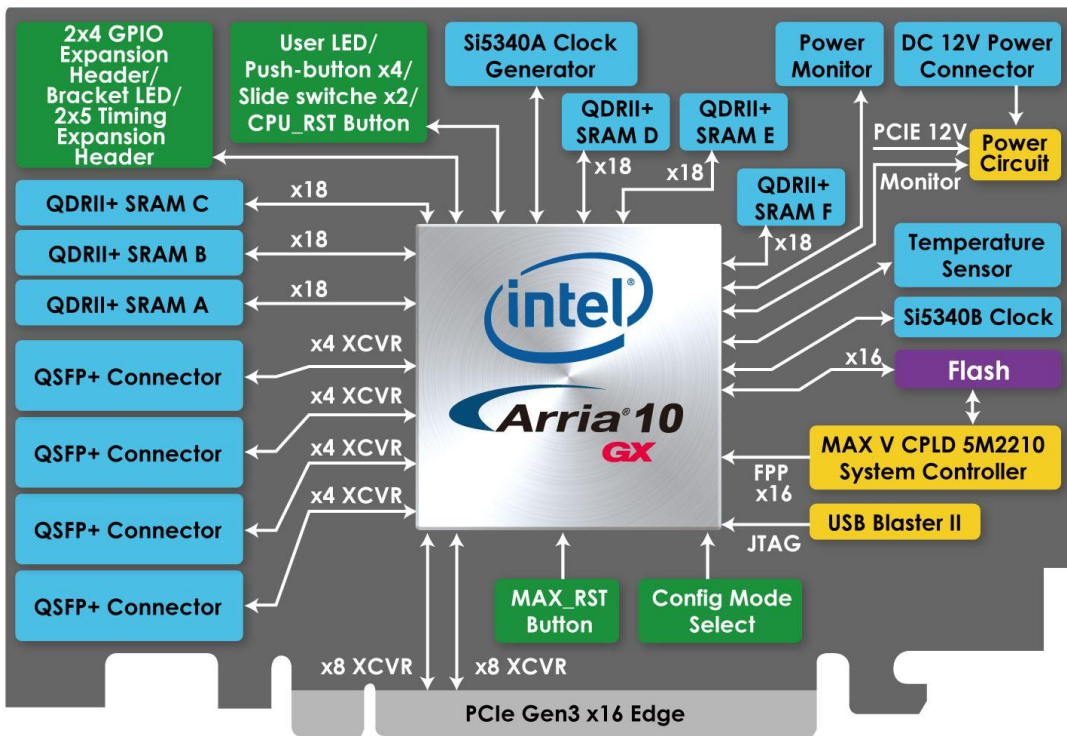 2x4 GPIO
Expansion
Header/
Bracket LED/
2x5 Timing
Expansion
Header
User LED/
Push-button x4/
Slide switche x2/
CPU_RST Button
Si5340A Clock
Generator
Power
Monitor
DC 12V Power
Connector
QDRII+
SRAM D
QDRII+
SRAM E
PCIE 12V
Power
Circuit
Monitor
x18
x18
QDRII+
SRAM F
x18
QDRII+ SRAM C
x18
QDRII+ SRAM B
x18
QDRII+ SRAM A
x18
Temperature
Sensor
Si5340B Clock
x16
Flash
x4 XCVR
QSFP+ Connector
x4 XCVR
QSFP+ Connector
x4 XCVR
QSFP+ Connector
x4 XCVR
QSFP+ Connector
intel®
Arria® 10
GX
MAX V CPLD 5M2210
System Controller
FPP
x16
USB Blaster II
JTAG
MAX_RST
Button
Config Mode
Select
x8 XCVR
x8 XCVR
PCIe Gen3 x16 Edge